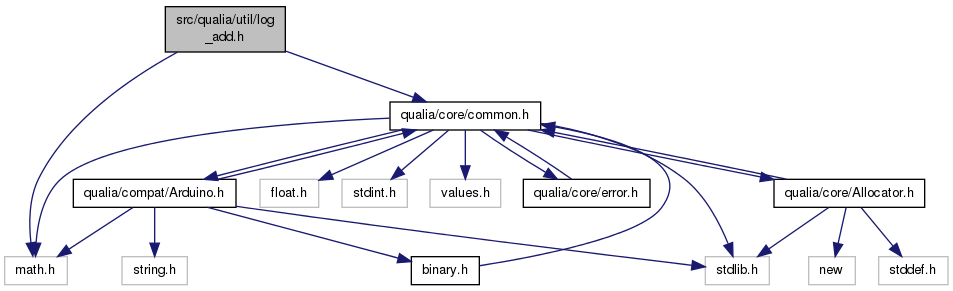 src/qualia/util/log
_add.h
qualia/core/common.h
qualia/compat/Arduino.h
float.h
stdint.h
values.h
qualia/core/error.h
qualia/core/Allocator.h
math.h
string.h
binary.h
stdlib.h
new
stddef.h